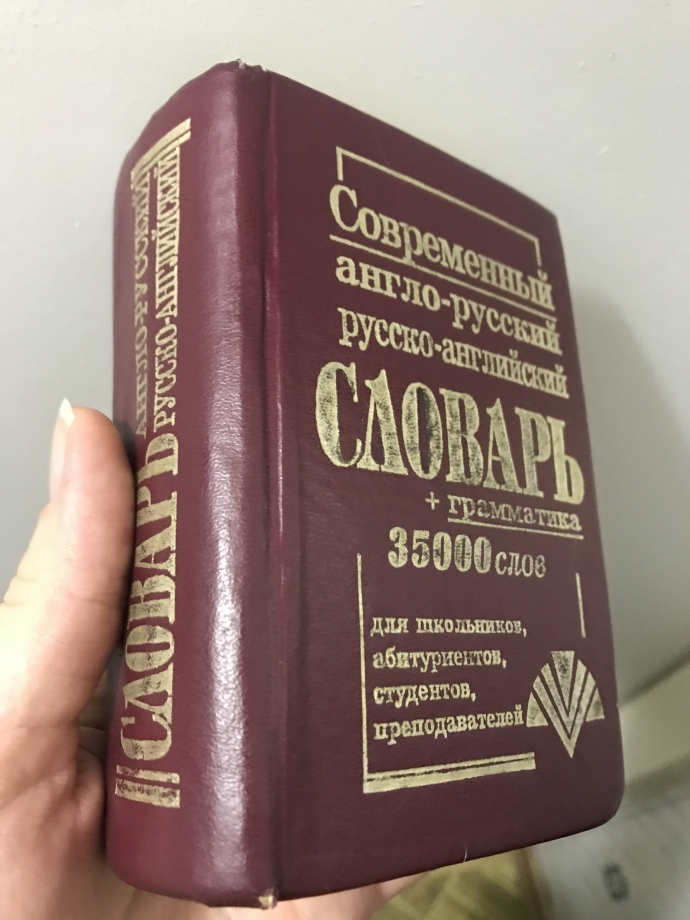 СЛОВАРЬ
АНГЛО-РУССКИЙ
РУССКО-АНГЛИЙСКИЙ
Современный
англо-русский
русско-английский
СЛОВАРЬ
+ грамматика
35000 слов
для школьников,
абитуриентов,
студентов,
преподавателей